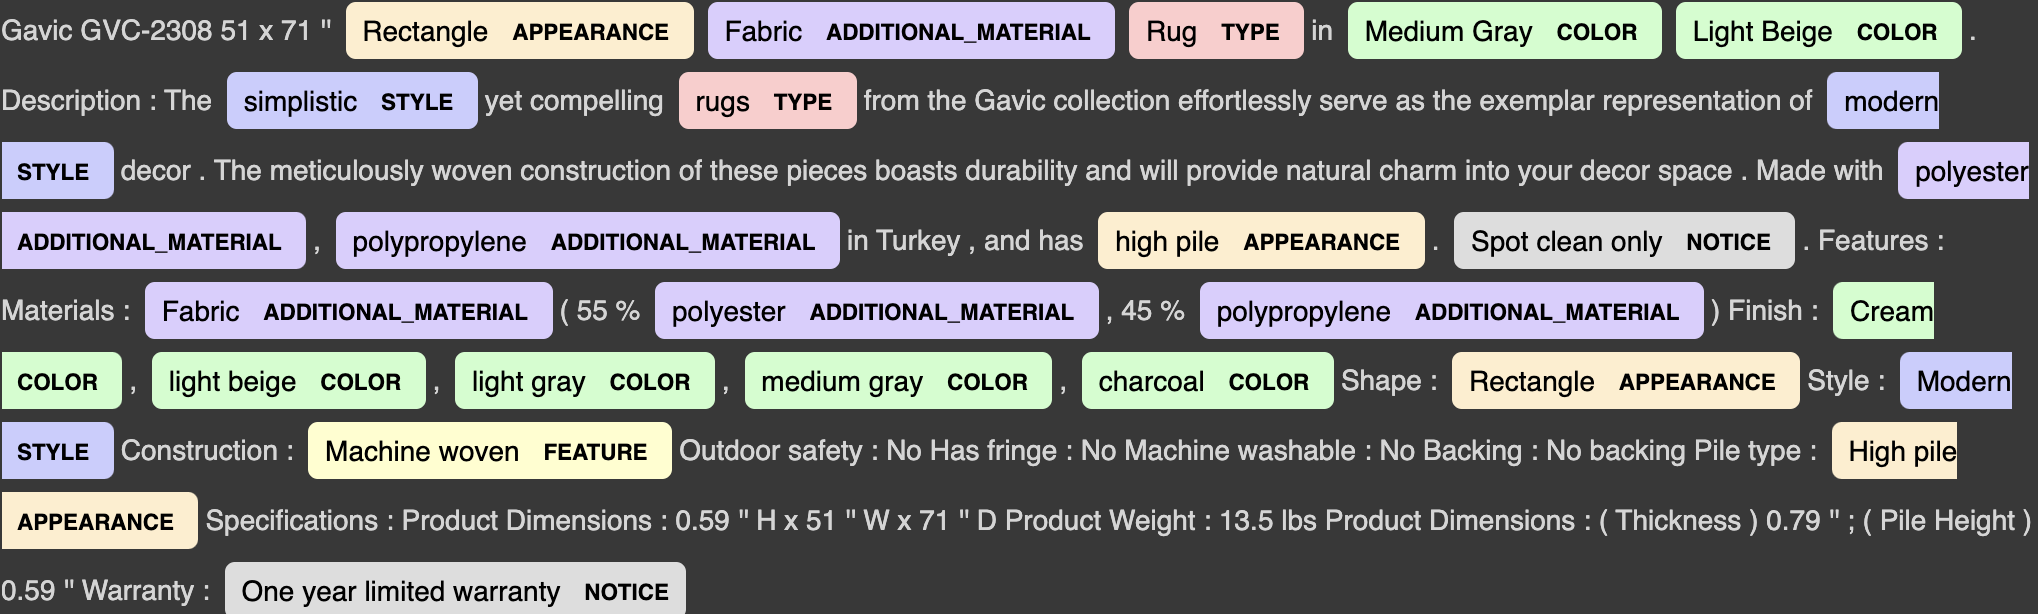 Gavic GVC-2308 51 x 71 " Rectangle APPEARANCE Fabric ADDITIONAL_MATERIAL Rug TYPE in Medium Gray COLOR Light Beige COLOR .
Description : The simplistic STYLE yet compelling rugs TYPE from the Gavic collection effortlessly serve as the exemplar representation of modern
STYLE decor . The meticulously woven construction of these pieces boasts durability and will provide natural charm into your decor space . Made with polyester
ADDITIONAL_MATERIAL , polypropylene ADDITIONAL_MATERIAL in Turkey , and has high pile APPEARANCE . Spot clean only NOTICE . Features :
Materials : Fabric ADDITIONAL_MATERIAL ( 55 % polyester ADDITIONAL_MATERIAL , 45 % polypropylene ADDITIONAL_MATERIAL ) Finish : Cream
COLOR , light beige COLOR , light gray COLOR , medium gray COLOR , charcoal COLOR Shape : Rectangle APPEARANCE Style : Modern
STYLE Construction : Machine woven FEATURE Outdoor safety : No Has fringe : No Machine washable : No Backing : No backing Pile type : High pile
APPEARANCE Specifications : Product Dimensions : 0.59 " H x 51 " W x 71 " D Product Weight : 13.5 lbs Product Dimensions : ( Thickness ) 0.79 " ; ( Pile Height )
0.59 " Warranty : One year limited warranty NOTICE